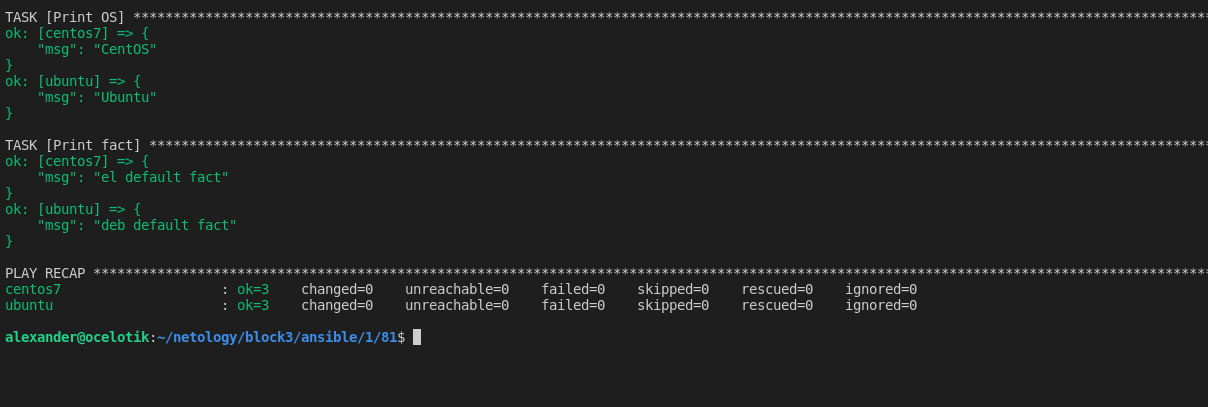 TASK [Print OS] ****************************************************************************************************************************************
ok: [centos7] => {
    "msg": "CentOS"
}
ok: [ubuntu] => {
    "msg": "Ubuntu"
}

TASK [Print fact] **************************************************************************************************************************************
ok: [centos7] => {
    "msg": "el default fact"
}
ok: [ubuntu] => {
    "msg": "deb default fact"
}

PLAY RECAP *********************************************************************************************************************************************
centos7                    : ok=3    changed=0    unreachable=0    failed=0    skipped=0    rescued=0    ignored=0
ubuntu                     : ok=3    changed=0    unreachable=0    failed=0    skipped=0    rescued=0    ignored=0

alexander@ocelotik:~/netology/block3/ansible/1/81$